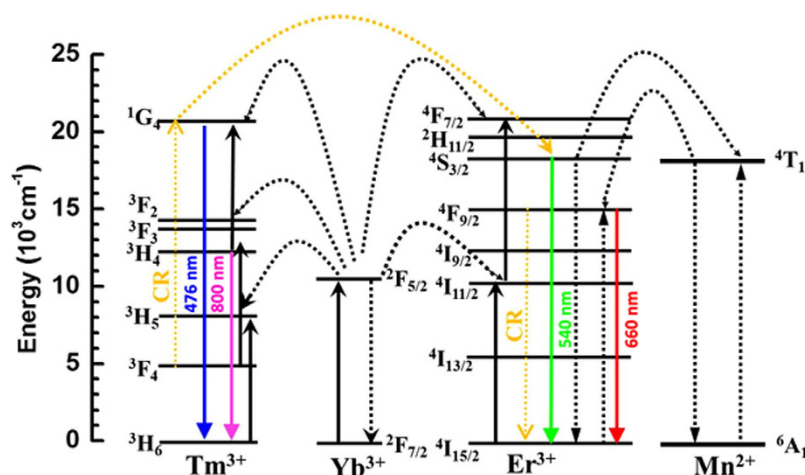 Energy (10³cm⁻¹)
25
20
15
10
5
0
¹G₄
³F₂
³F₃
³H₄
³H₅
³F₄
³H₆
CR
476 nm
800 nm
Tm³⁺
²F₅/₂
²F₇/₂
Yb³⁺
⁴F₇/₂
²H₁₁/₂
⁴S₃/₂
⁴F₉/₂
⁴I₉/₂
⁴I₁₁/₂
⁴I₁₃/₂
⁴I₁₅/₂
CR
540 nm
660 nm
Er³⁺
⁴T₁
⁶A₁
Mn²⁺